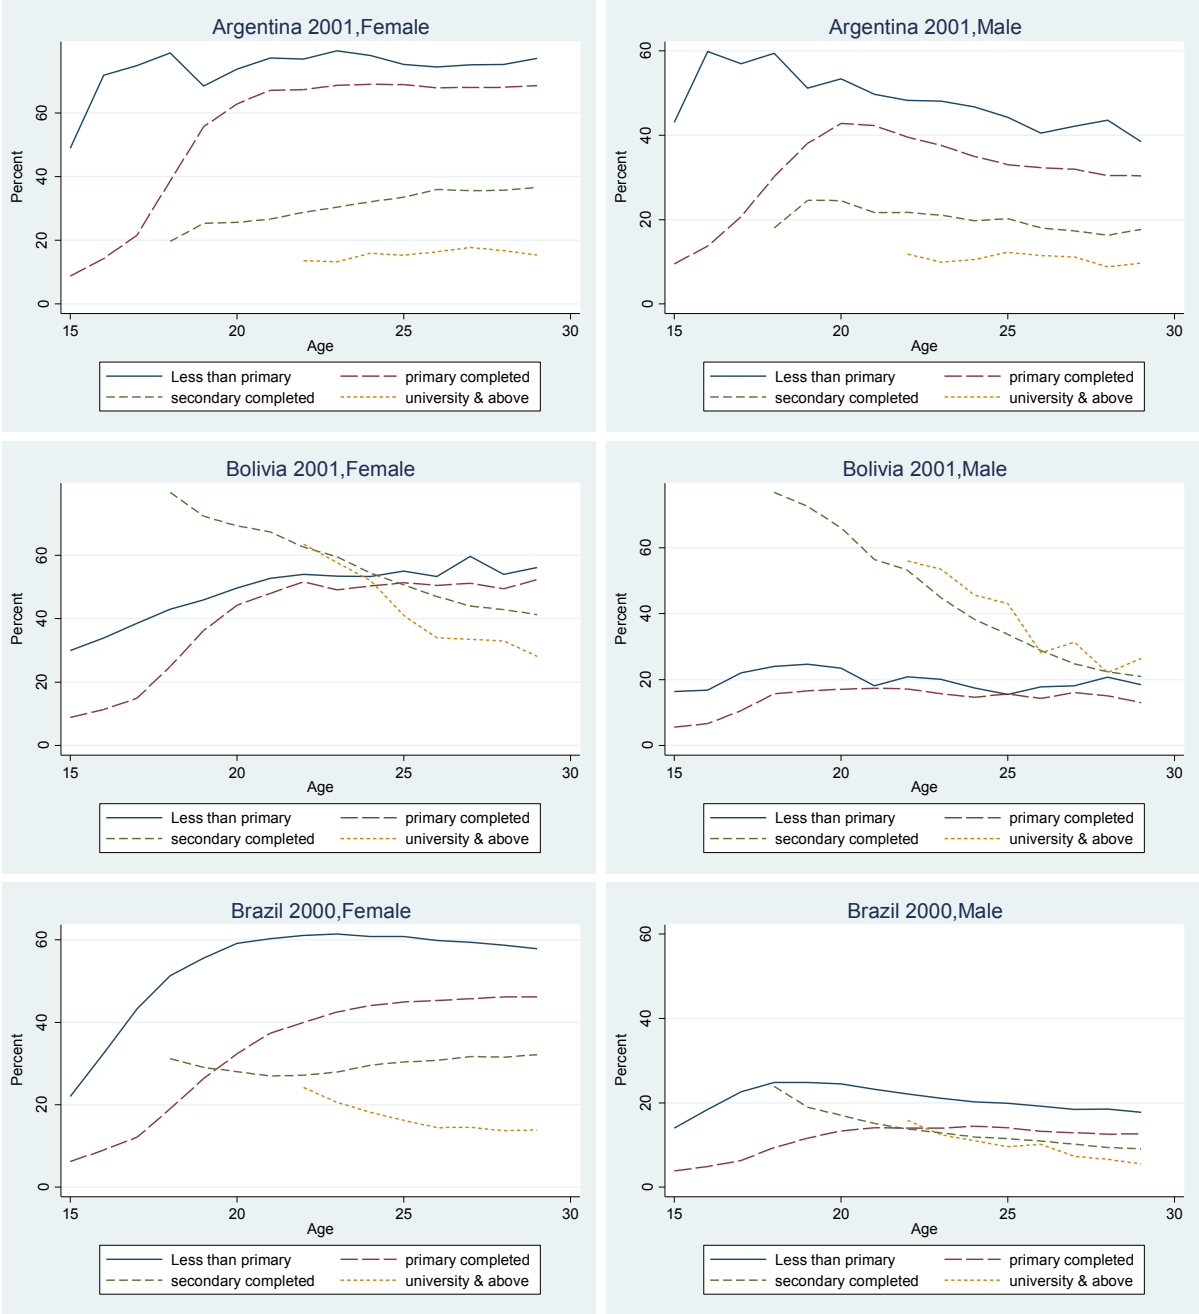 Argentina 2001,Female
Percent
60
40
20
0
15 20 25 30
Age
Less than primary primary completed
secondary completed university & above
Argentina 2001,Male
Percent
60
40
20
0
15 20 25 30
Age
Less than primary primary completed
secondary completed university & above
Bolivia 2001,Female
Percent
60
40
20
0
15 20 25 30
Age
Less than primary primary completed
secondary completed university & above
Bolivia 2001,Male
Percent
60
40
20
0
15 20 25 30
Age
Less than primary primary completed
secondary completed university & above
Brazil 2000,Female
Percent
60
40
20
0
15 20 25 30
Age
Less than primary primary completed
secondary completed university & above
Brazil 2000,Male
Percent
60
40
20
0
15 20 25 30
Age
Less than primary primary completed
secondary completed university & above